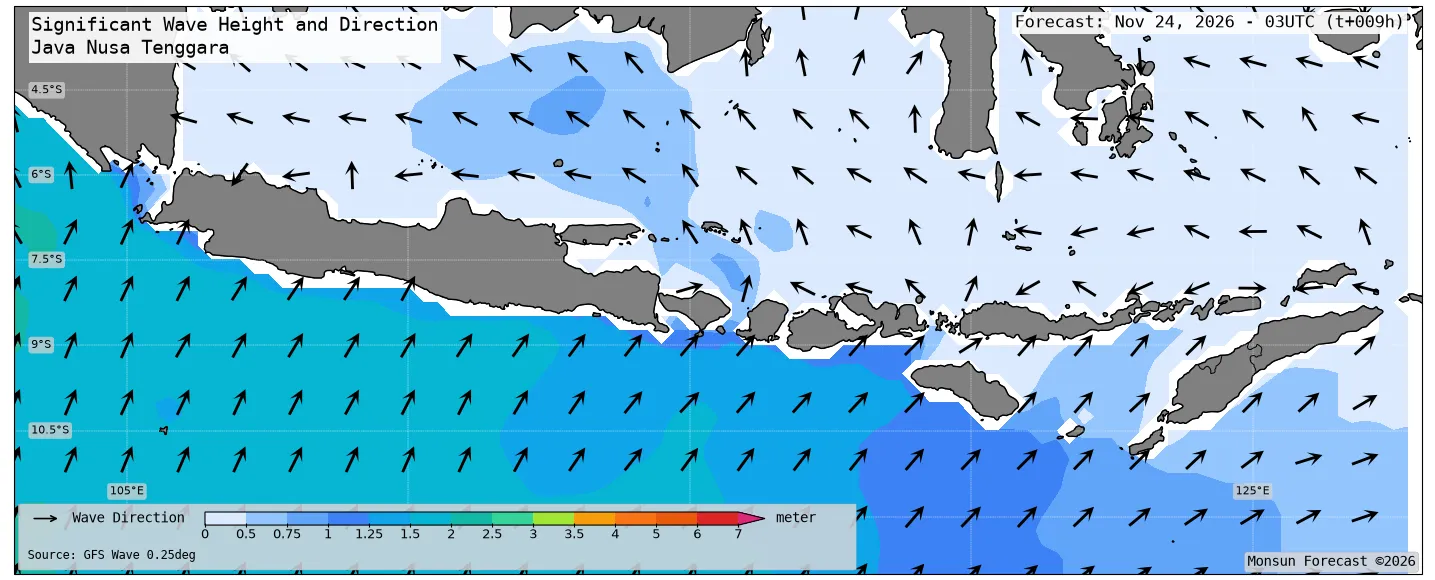 Significant Wave Height and Direction
Java Nusa Tenggara
Forecast: Nov 24, 2026 - 03UTC (t+009h)
4.5°S
6°S
7.5°S
9°S
10.5°S
105°E
125°E
Wave Direction
meter
0 0.5 0.75 1 1.25 1.5 2 2.5 3 3.5 4 5 6 7
Source: GFS Wave 0.25deg
Monsun Forecast ©2026